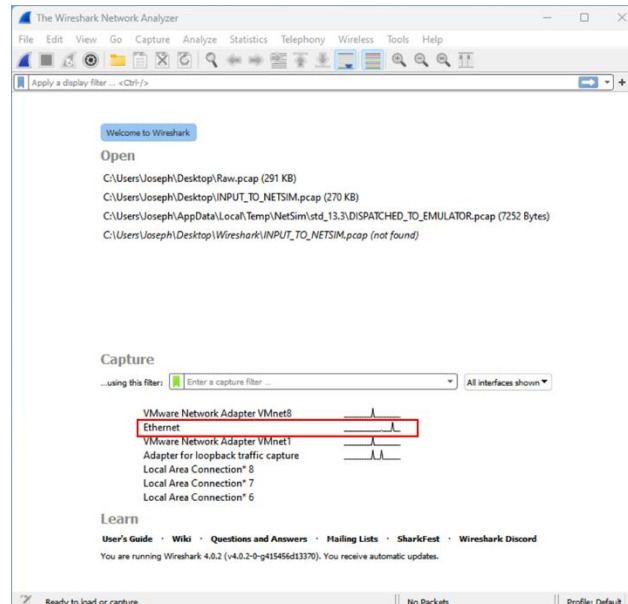 The Wireshark Network Analyzer
File Edit View Go Capture Analyze Statistics Telephony Wireless Tools Help
Apply a display filter ... <Ctrl-/>
Welcome to Wireshark
Open
C:\Users\Joseph\Desktop\Raw.pcap (291 KB)
C:\Users\Joseph\Desktop\INPUT_TO_NETSIM.pcap (270 KB)
C:\Users\Joseph\AppData\Local\Temp\NetSim\std_13.3\DISPATCHED_TO_EMULATOR.pcap (7252 Bytes)
C:\Users\Joseph\Desktop\Wireshark\INPUT_TO_NETSIM.pcap (not found)
Capture
...using this filter: Enter a capture filter ... All interfaces shown
VMware Network Adapter VMnet8
Ethernet
VMware Network Adapter VMnet1
Adapter for loopback traffic capture
Local Area Connection* 8
Local Area Connection* 7
Local Area Connection* 6
Learn
User's Guide · Wiki · Questions and Answers · Mailing Lists · SharkFest · Wireshark Discord
You are running Wireshark 4.0.2 (v4.0.2-0-g415456d13370). You receive automatic updates.
Ready to load or capture No Packets Profile: Default